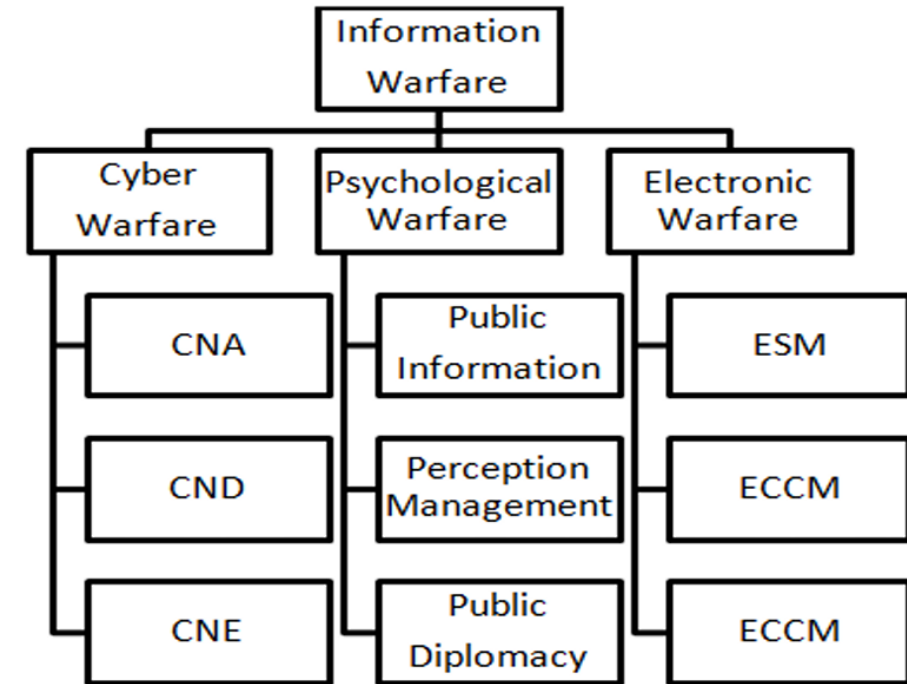 Information
Warfare
Cyber
Warfare
Psychological
Warfare
Electronic
Warfare
CNA
Public
Information
ESM
CND
Perception
Management
ECCM
CNE
Public
Diplomacy
ECCM